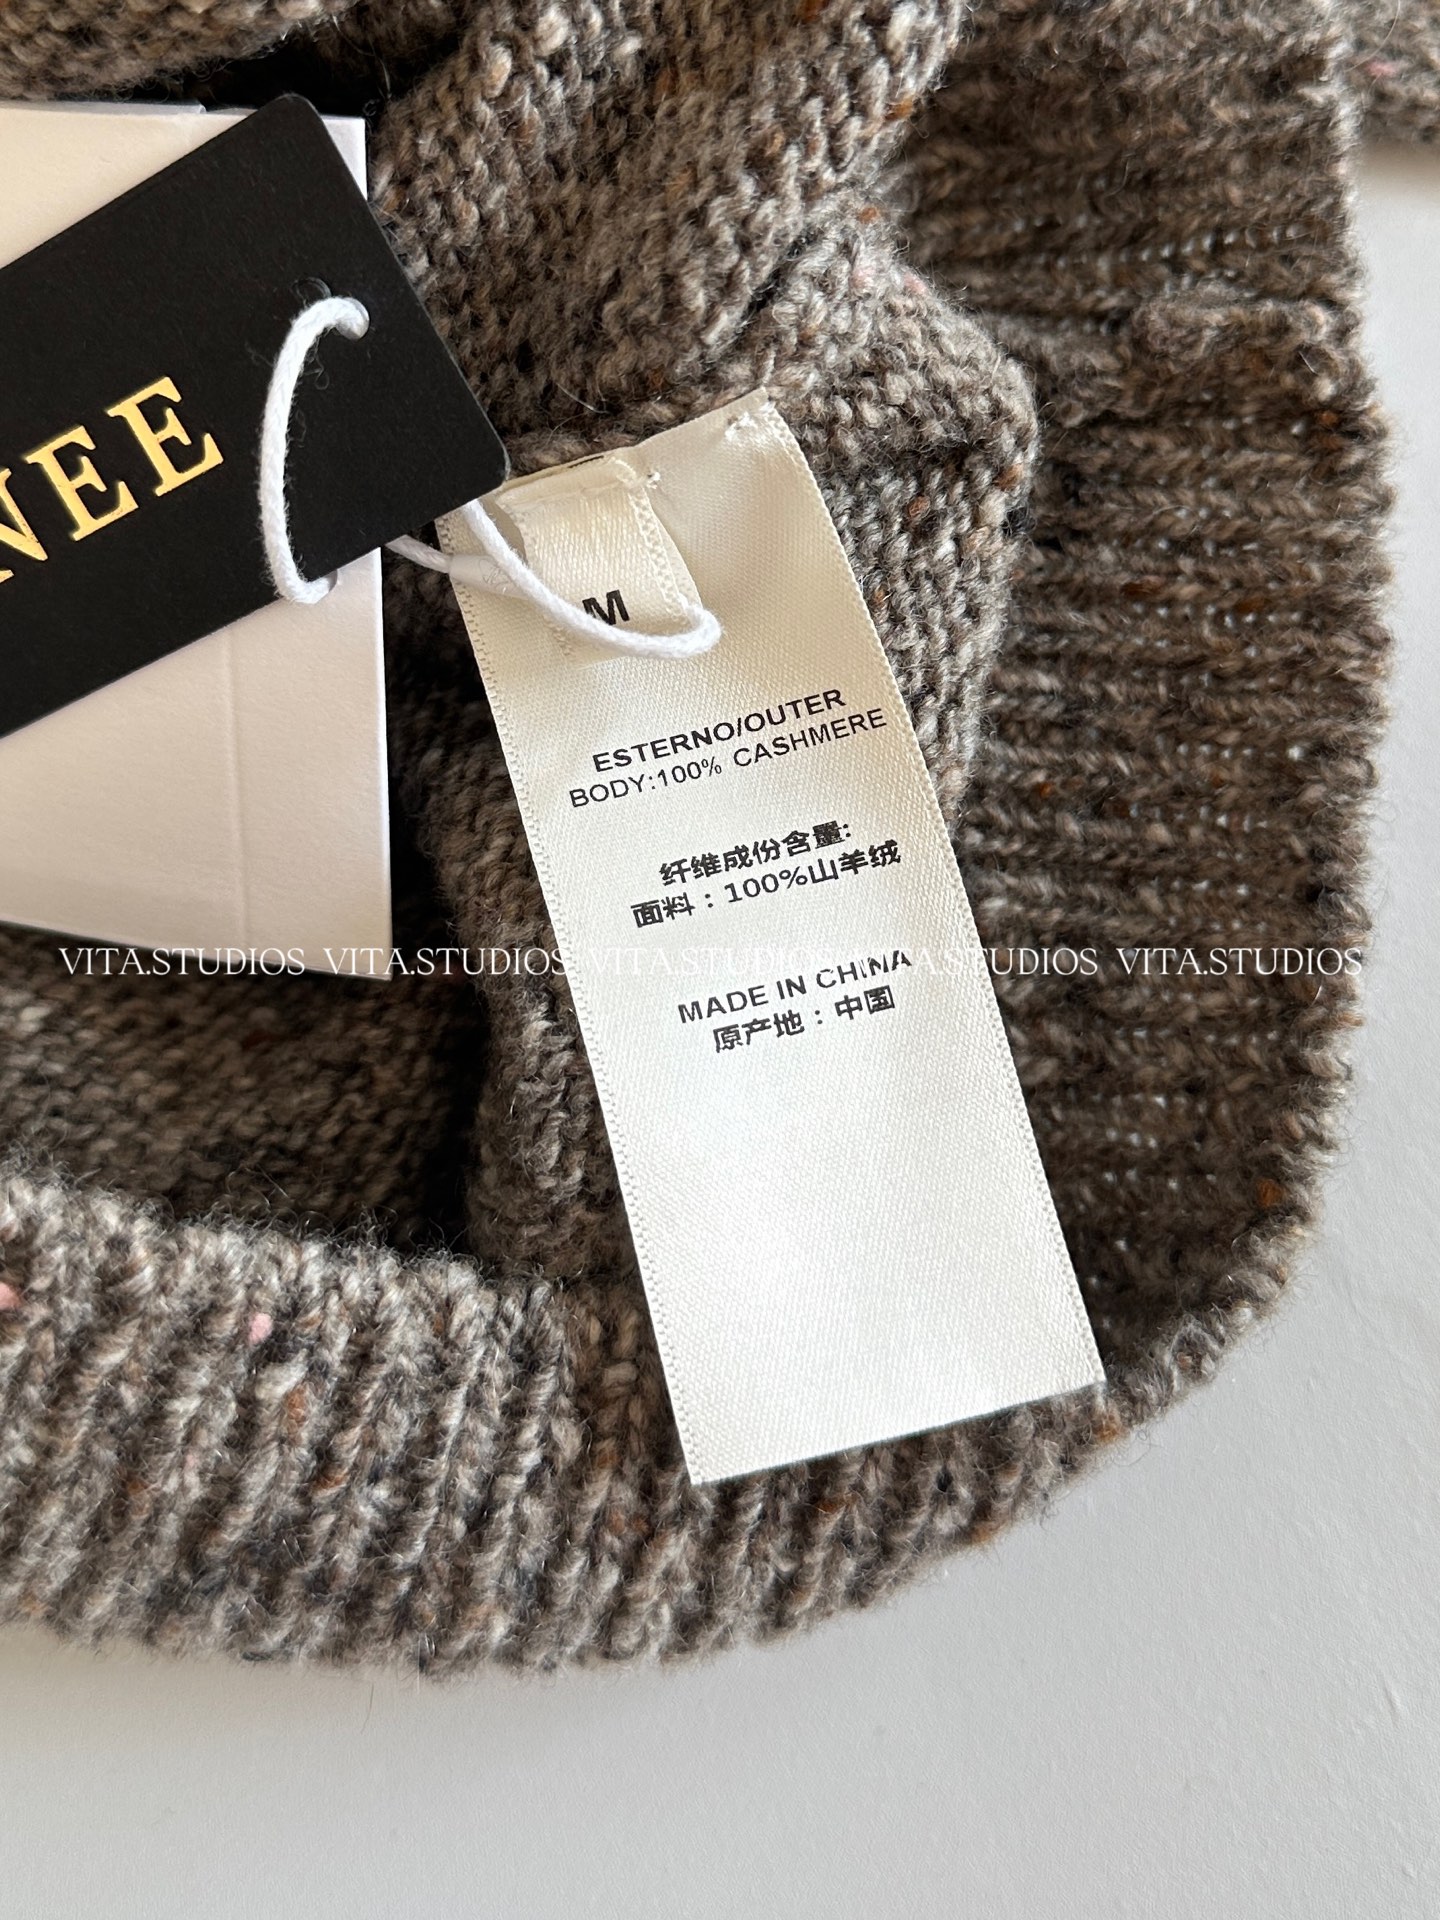 NEE
M
ESTERNO/OUTER
BODY:100% CASHMERE
纤维成份含量:
面料：100%山羊绒
VITA.STUDIOS VITA.STUDIOS VITA.STUDIOS VITA.STUDIOS VITA.STUDIOS
MADE IN CHINA
原产地：中国